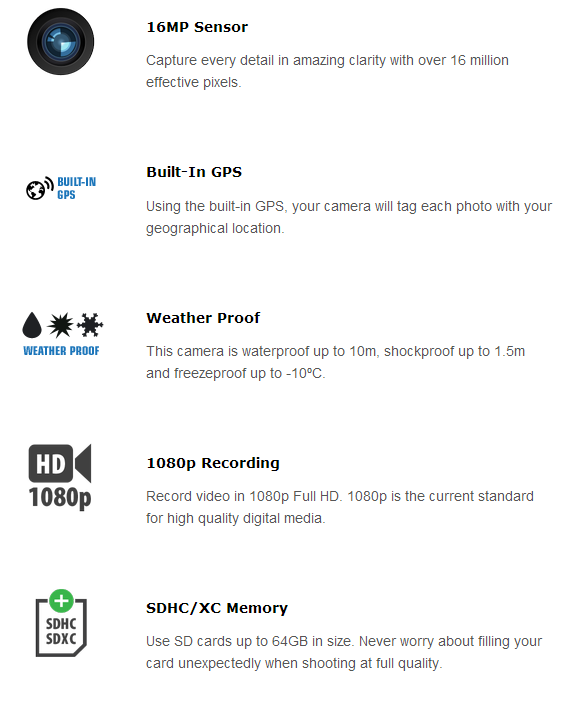 16MP Sensor
Capture every detail in amazing clarity with over 16 million
effective pixels.
BUILT-IN
GPS
Built-In GPS
Using the built-in GPS, your camera will tag each photo with your
geographical location.
WEATHER PROOF
Weather Proof
This camera is waterproof up to 10m, shockproof up to 1.5m
and freezeproof up to -10ºC.
HD
1080p
1080p Recording
Record video in 1080p Full HD. 1080p is the current standard
for high quality digital media.
SDHC
SDXC
SDHC/XC Memory
Use SD cards up to 64GB in size. Never worry about filling your
card unexpectedly when shooting at full quality.